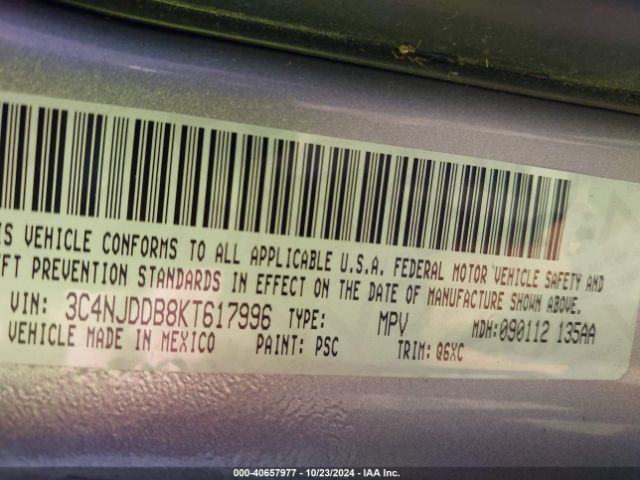 IS VEHICLE CONFORMS TO ALL APPLICABLE U.S.A. FEDERAL MOTOR VEHICLE SAFETY AND
EFT PREVENTION STANDARDS IN EFFECT ON THE DATE OF MANUFACTURE SHOWN ABOVE.
VIN: 3C4NJDDB8KT617996 TYPE: MPV MDH:090112 135AA
VEHICLE MADE IN MEXICO PAINT: PSC TRIM: Q6XC
000-40657977 - 10/23/2024 - IAA Inc.